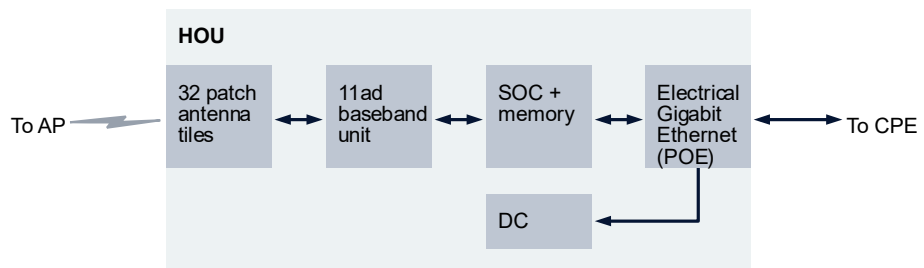 HOU
To AP
32 patch
antenna
tiles
11ad
baseband
unit
SOC +
memory
Electrical
Gigabit
Ethernet
(POE)
To CPE
DC